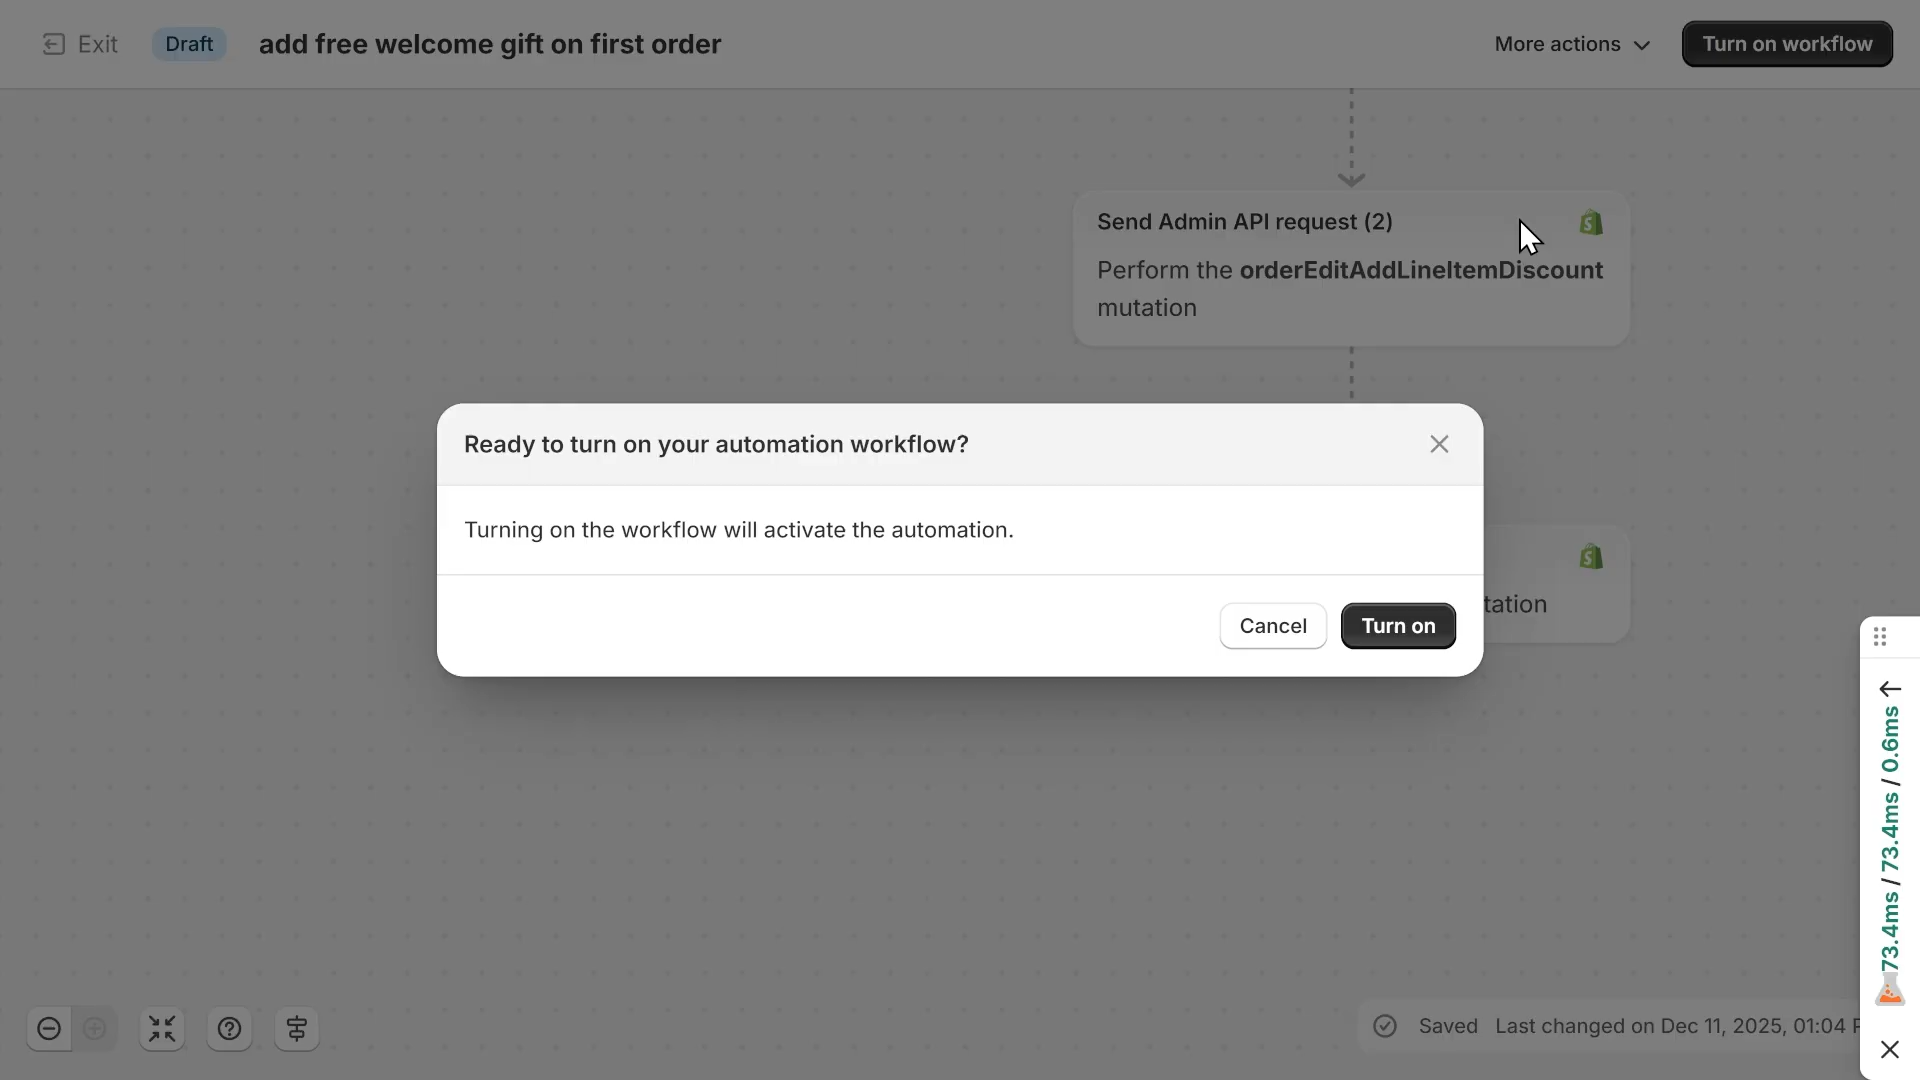 Exit
Draft
add free welcome gift on first order
More actions
Turn on workflow
Send Admin API request (2)
Perform the orderEditAddLineItemDiscount
mutation
Ready to turn on your automation workflow?
Turning on the workflow will activate the automation.
Cancel
Turn on
tation
73.4ms / 73.4ms / 0.6ms
Saved
Last changed on Dec 11, 2025, 01:04 P